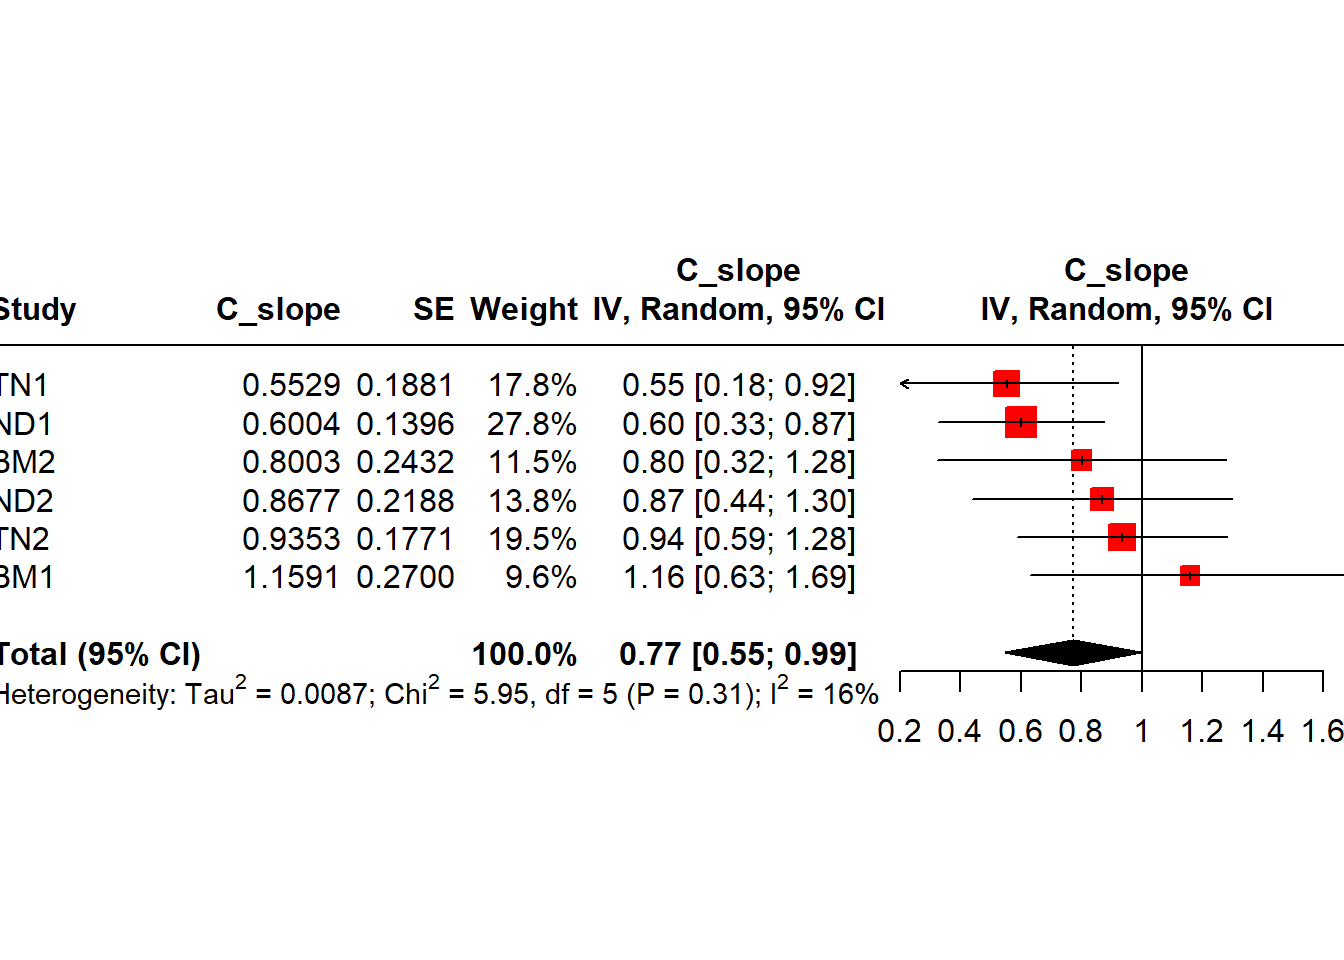 C_slope C_slope
Study C_slope SE Weight IV, Random, 95% CI IV, Random, 95% CI
TN1 0.5529 0.1881 17.8% 0.55 [0.18; 0.92]
ND1 0.6004 0.1396 27.8% 0.60 [0.33; 0.87]
BM2 0.8003 0.2432 11.5% 0.80 [0.32; 1.28]
ND2 0.8677 0.2188 13.8% 0.87 [0.44; 1.30]
TN2 0.9353 0.1771 19.5% 0.94 [0.59; 1.28]
BM1 1.1591 0.2700 9.6% 1.16 [0.63; 1.69]
Total (95% CI) 100.0% 0.77 [0.55; 0.99]
Heterogeneity: Tau² = 0.0087; Chi² = 5.95, df = 5 (P = 0.31); I² = 16%
0.2 0.4 0.6 0.8 1 1.2 1.4 1.6